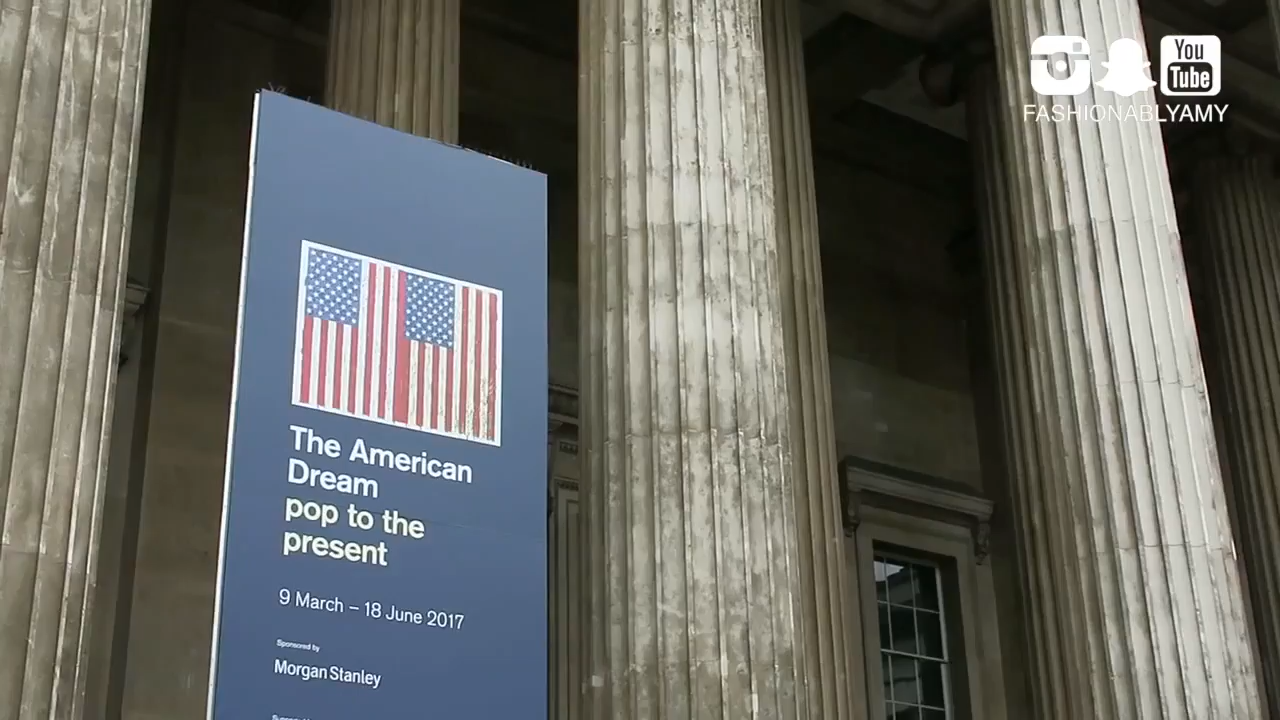 You
Tube
FASHIONABLYAMY
The American
Dream
pop to the
present
9 March – 18 June 2017
Sponsored by
Morgan Stanley